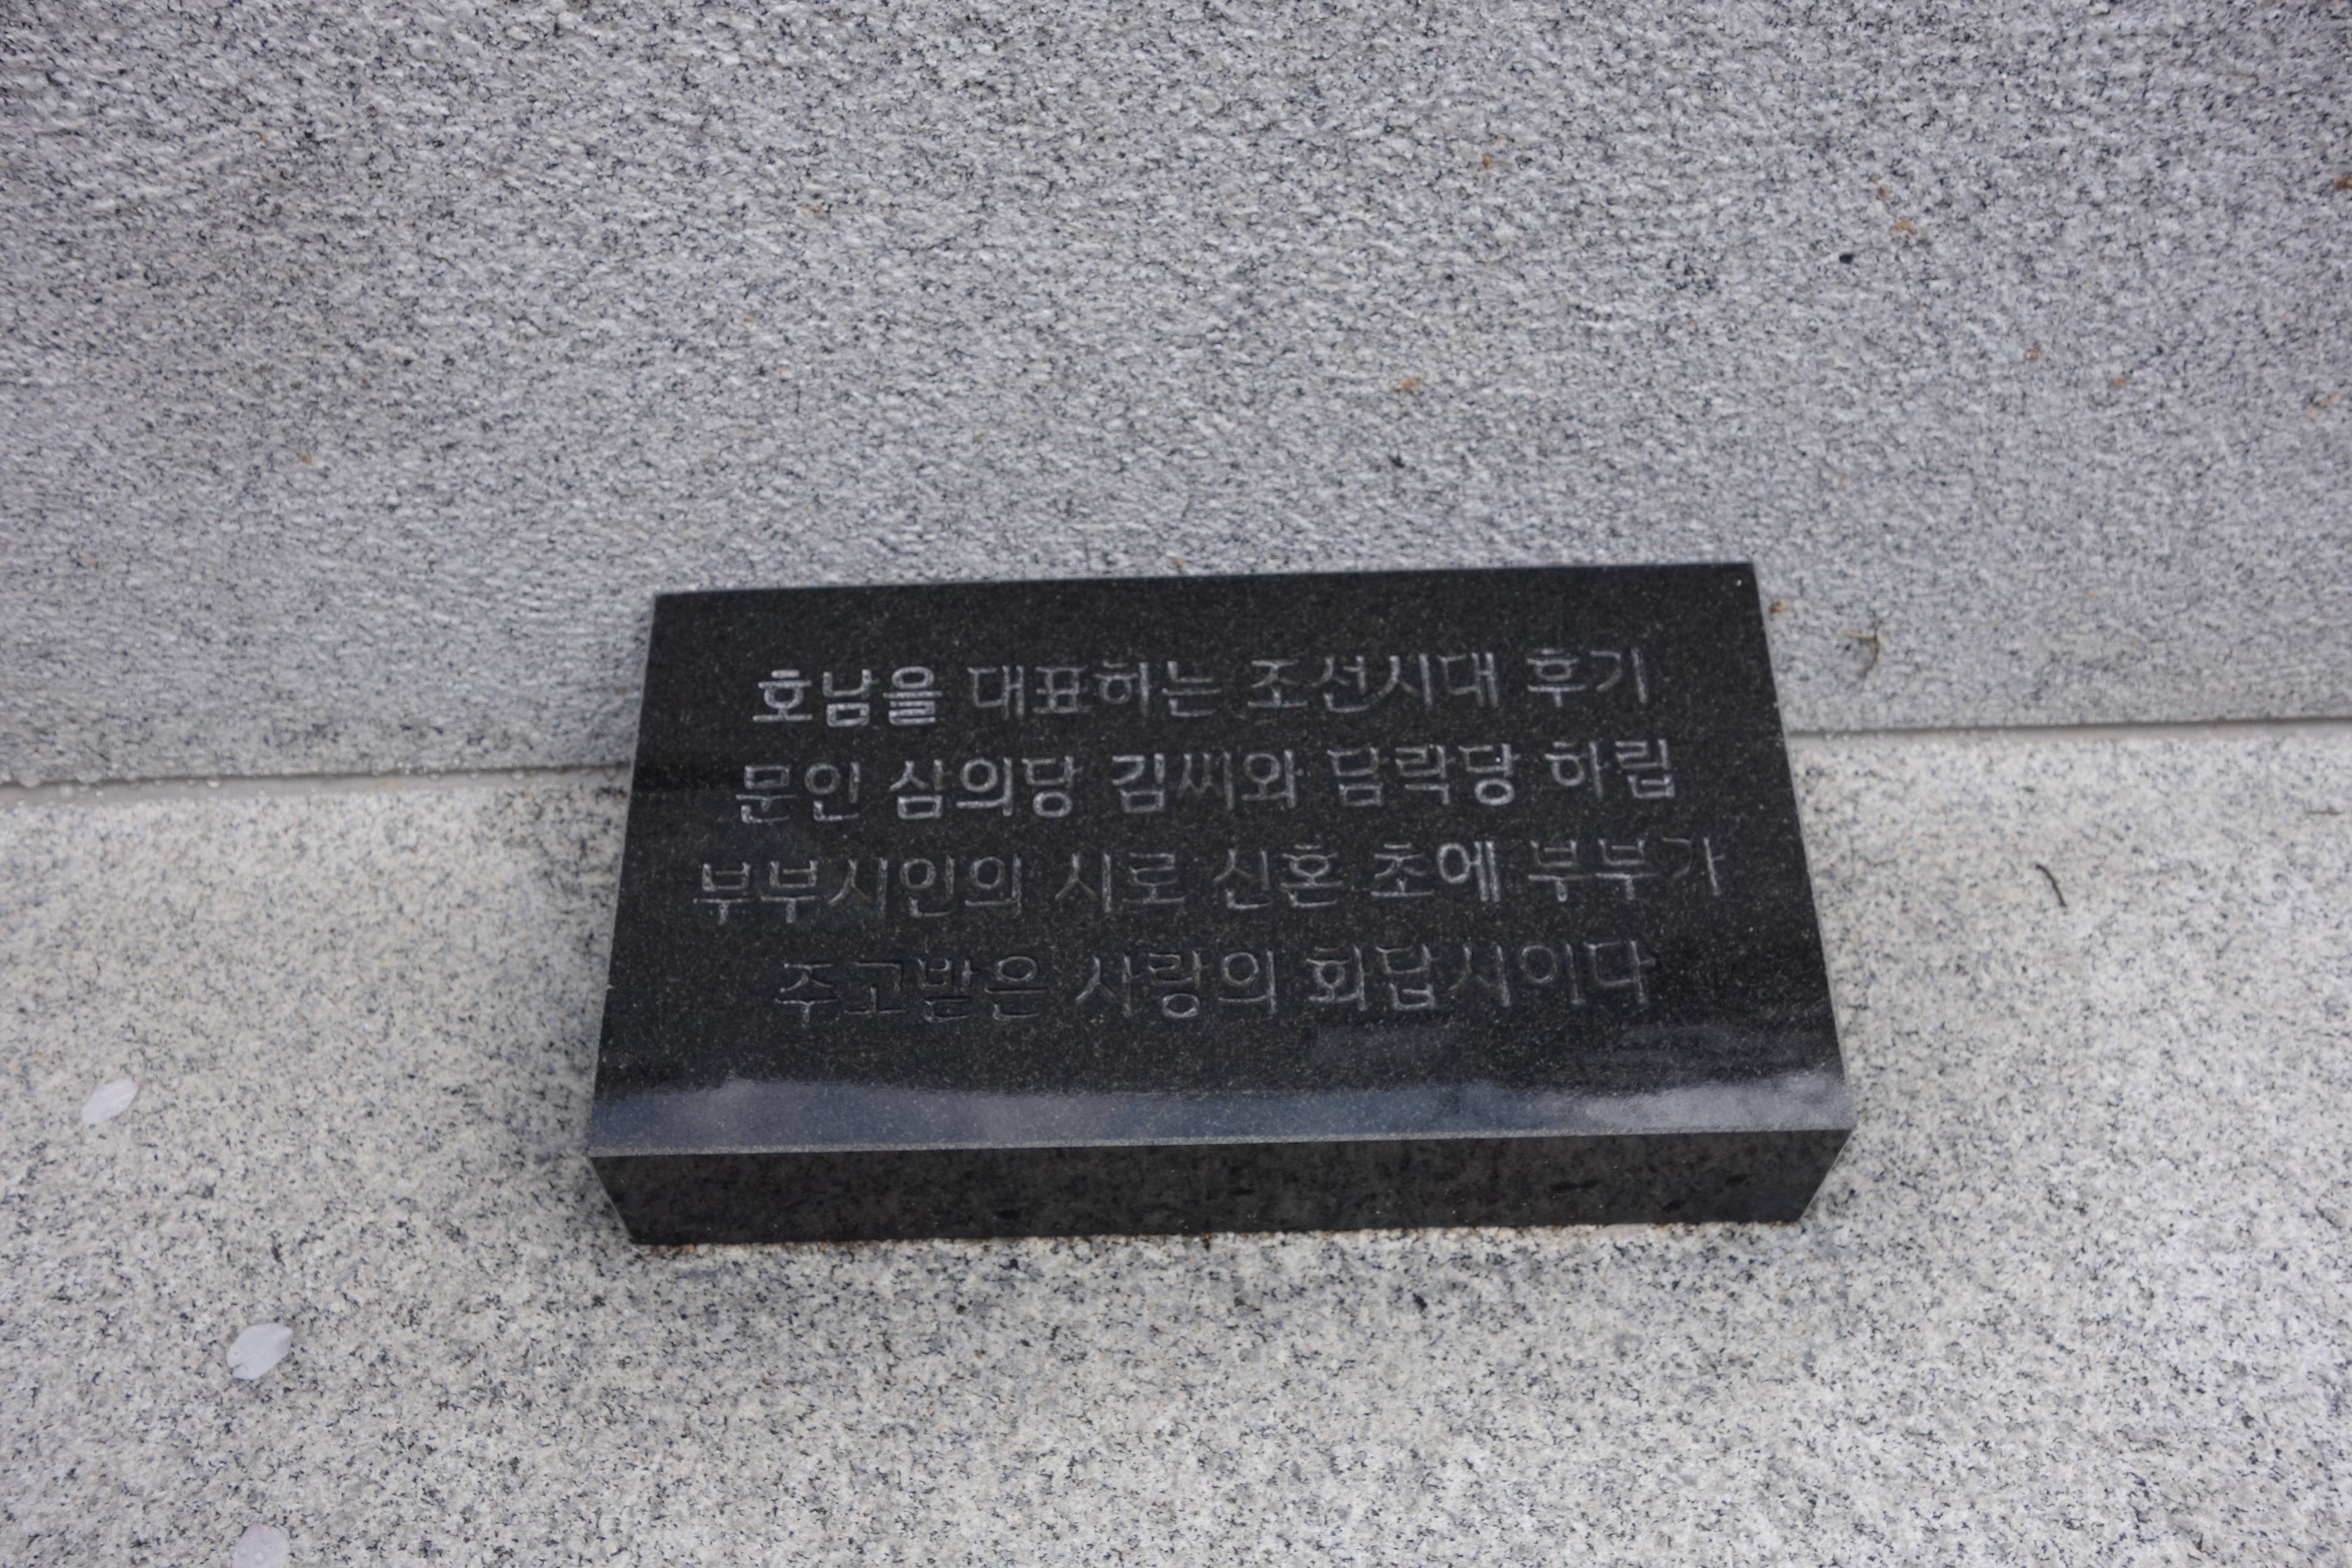 호남을 대표하는 조선시대 후기
문인 심의당 김씨와 담락당 하립
부부시인의 시로 신혼 초에 부부가
주고받은 사랑의 회답시이다